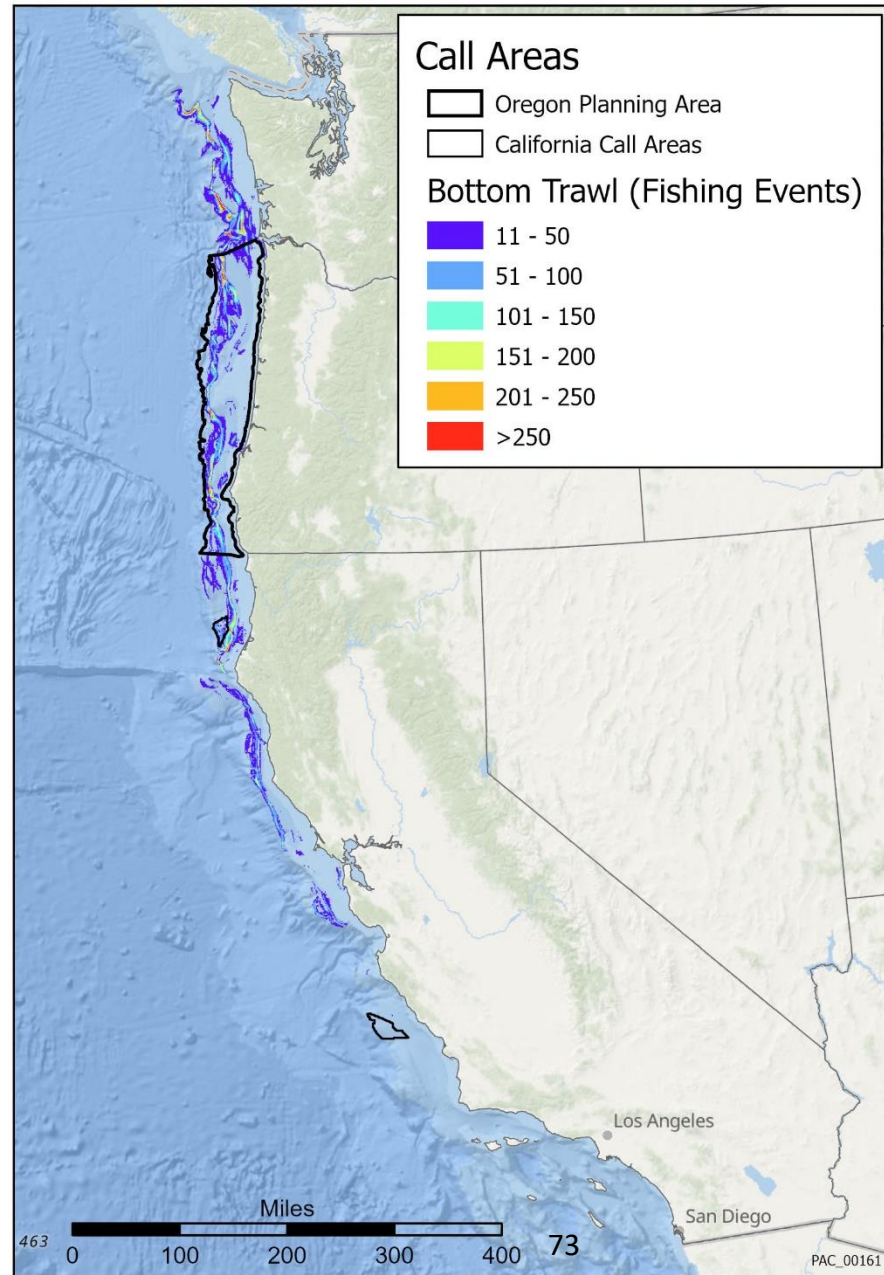 Call Areas
Oregon Planning Area
California Call Areas
Bottom Trawl (Fishing Events)
11 - 50
51 - 100
101 - 150
151 - 200
201 - 250
>250
Los Angeles
San Diego
Miles
0 100 200 300 400
463
73
PAC_00161